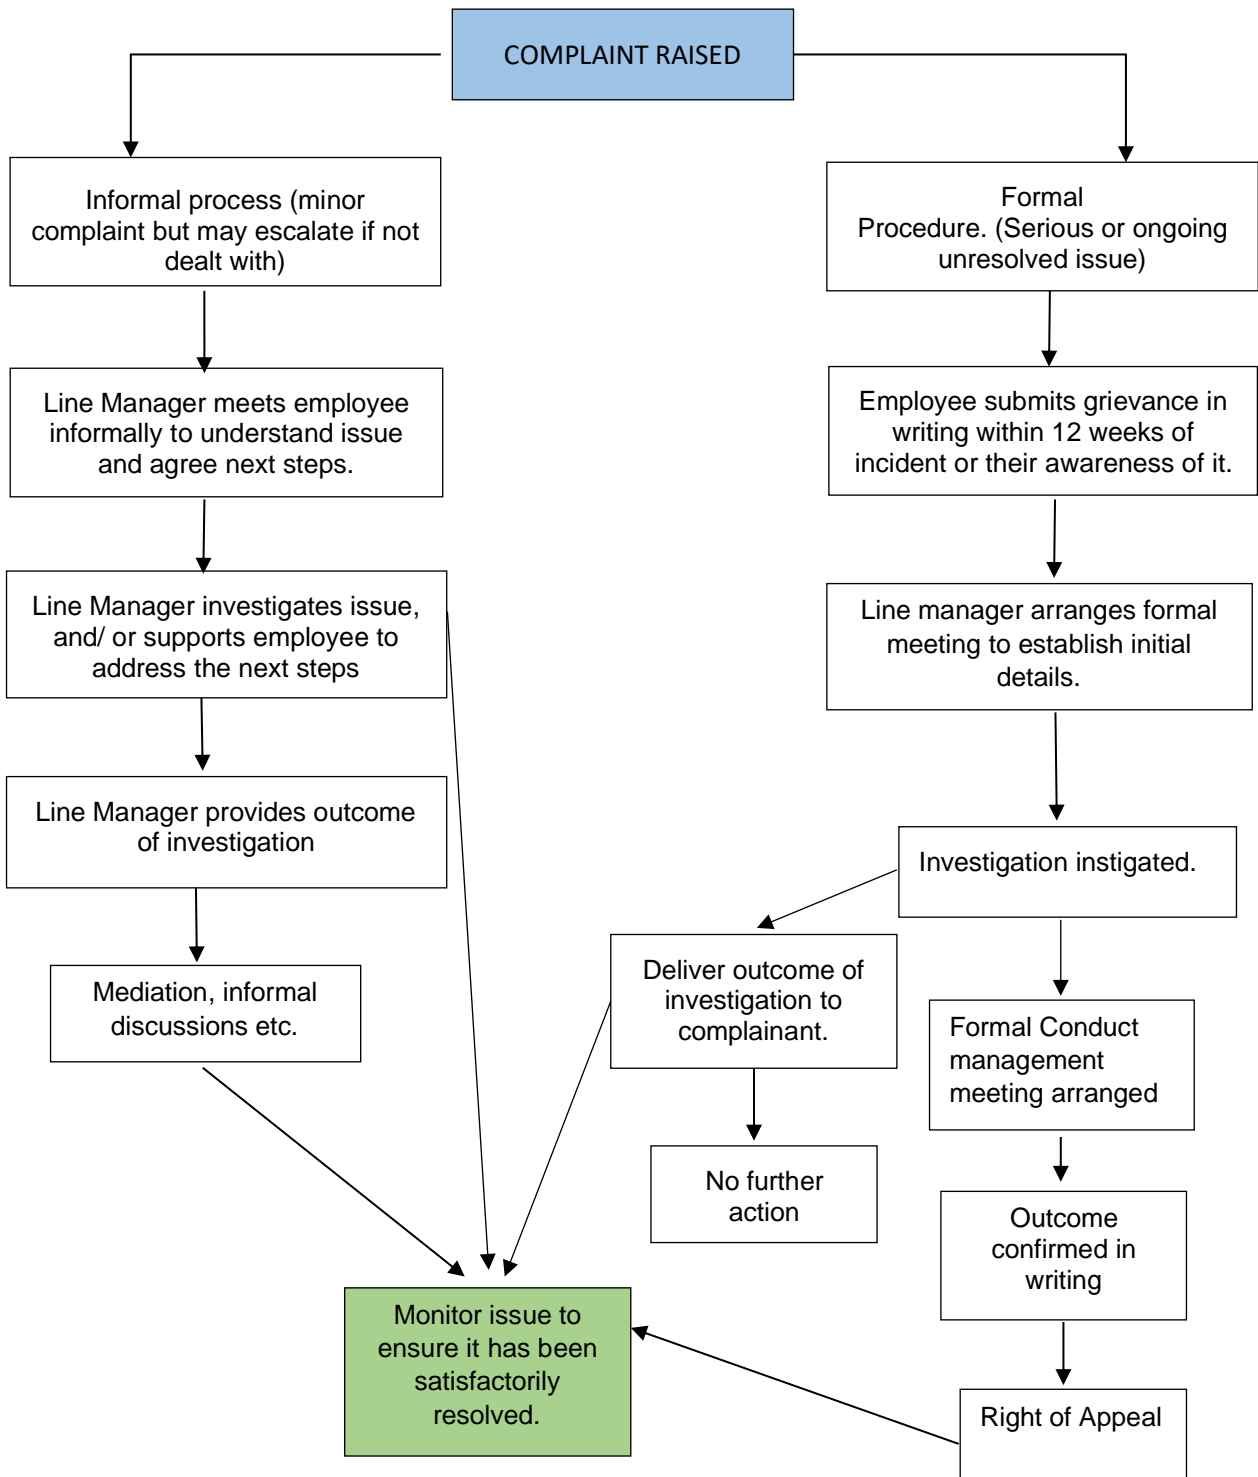 COMPLAINT RAISED
Informal process (minor
complaint but may escalate if not
dealt with)
Formal
Procedure. (Serious or ongoing
unresolved issue)
Line Manager meets employee
informally to understand issue
and agree next steps.
Employee submits grievance in
writing within 12 weeks of
incident or their awareness of it.
Line Manager investigates issue,
and/ or supports employee to
address the next steps
Line manager arranges formal
meeting to establish initial
details.
Line Manager provides outcome
of investigation
Investigation instigated.
Mediation, informal
discussions etc.
Deliver outcome of
investigation to
complainant.
Formal Conduct
management
meeting arranged
No further
action
Outcome
confirmed in
writing
Monitor issue to
ensure it has been
satisfactorily
resolved.
Right of Appeal